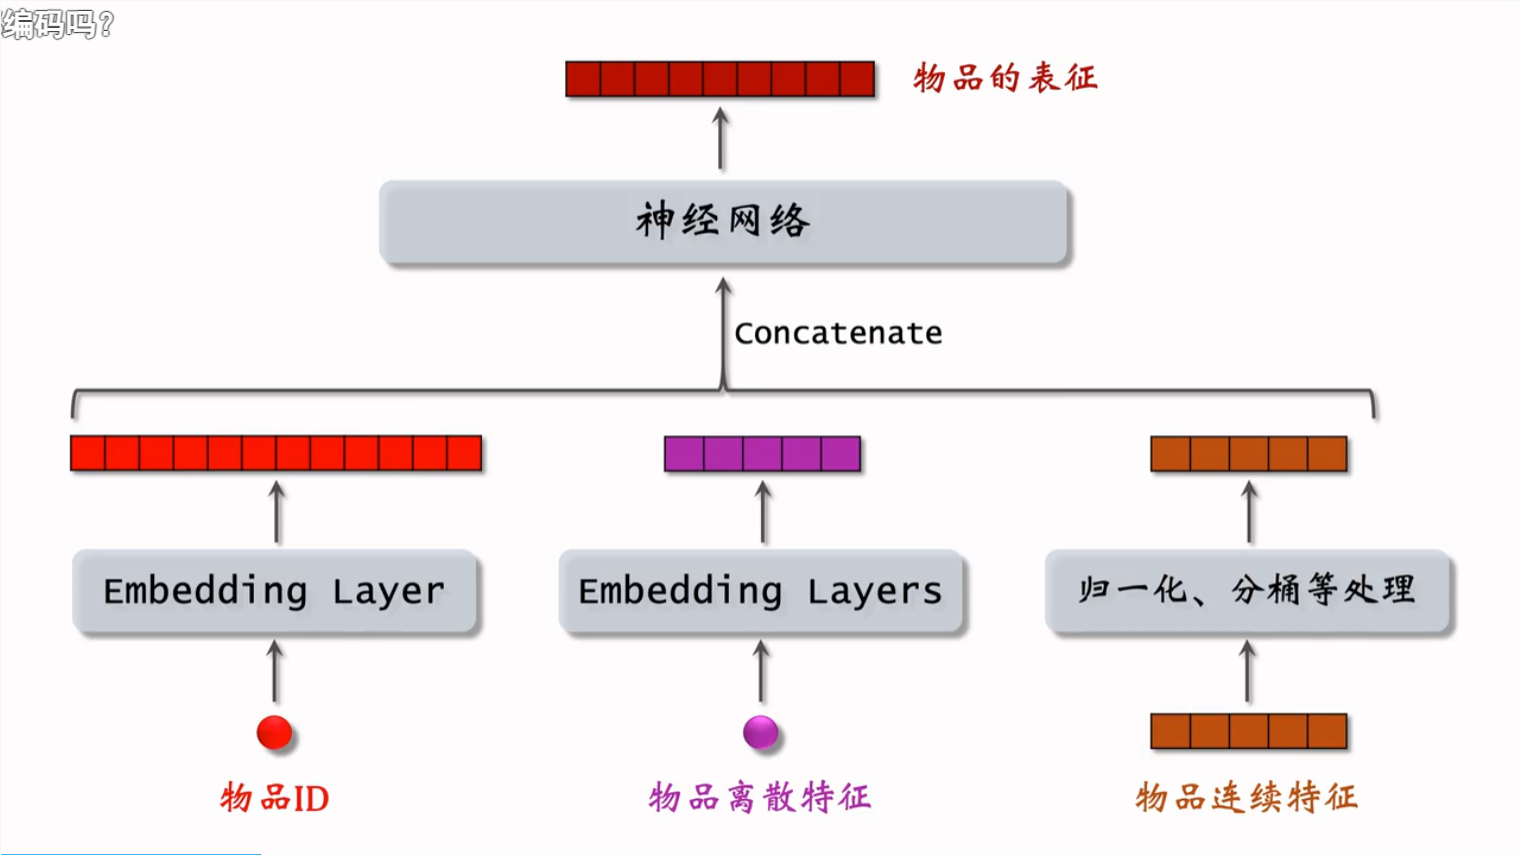 编码吗？
物品的表征
神经网络
Concatenate
Embedding Layer
Embedding Layers
归一化、分桶等处理
物品ID
物品离散特征
物品连续特征